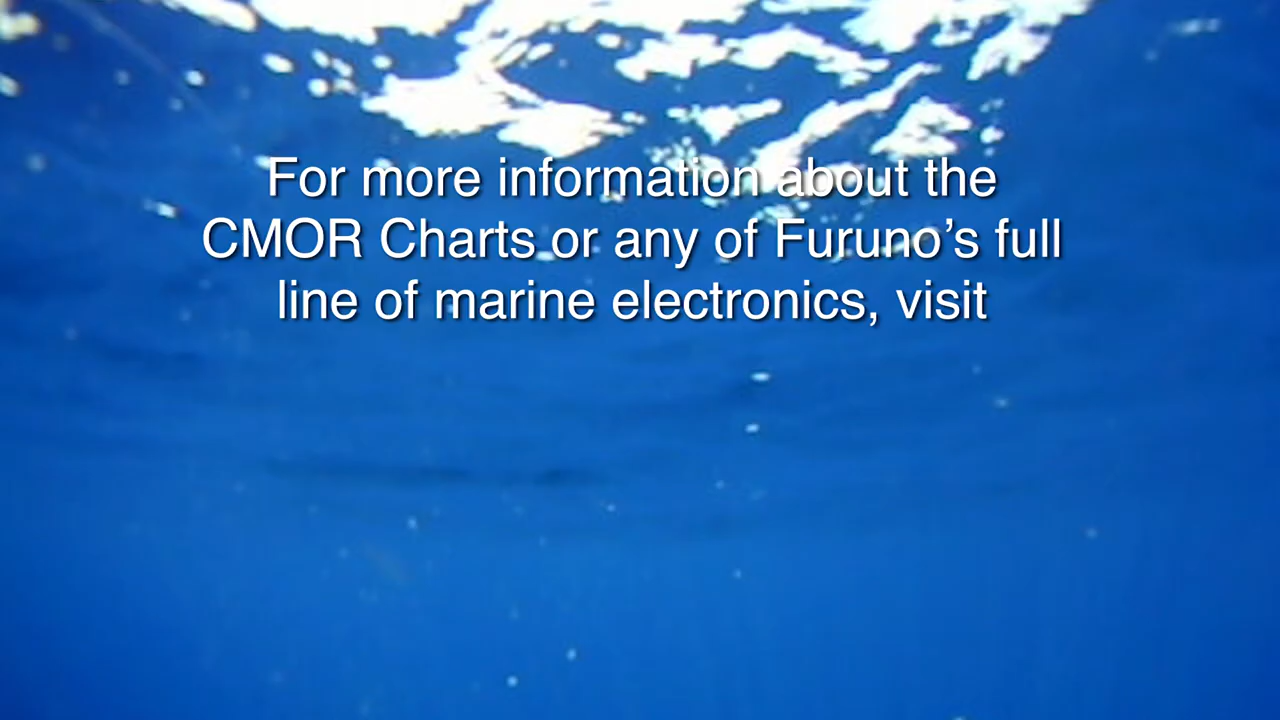 For more information about the
CMOR Charts or any of Furuno’s full
line of marine electronics, visit